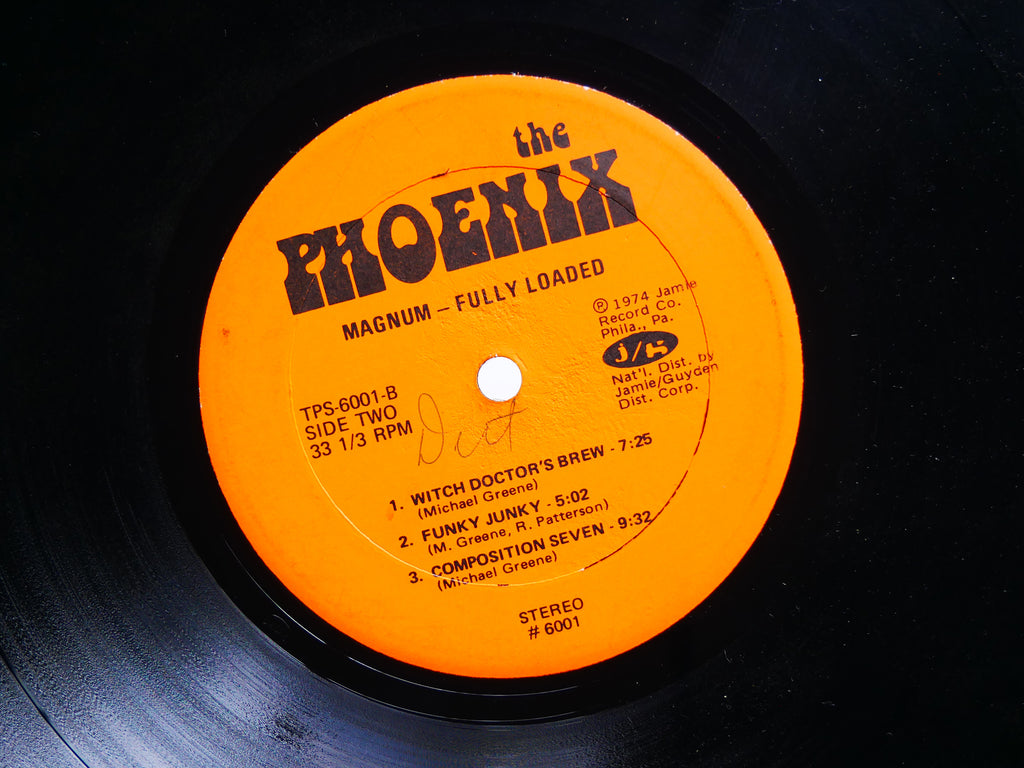 the
PHOENIX
MAGNUM – FULLY LOADED
℗ 1974 Jamie
Record Co.
Phila., Pa.
J/G
Nat'l. Dist. by
Jamie/Guyden
Dist. Corp.
TPS-6001-B
SIDE TWO
33 1/3 RPM
1. WITCH DOCTOR'S BREW - 7:25
(Michael Greene)
2. FUNKY JUNKY - 5:02
(M. Greene, R. Patterson)
3. COMPOSITION SEVEN - 9:32
(Michael Greene)
STEREO
# 6001